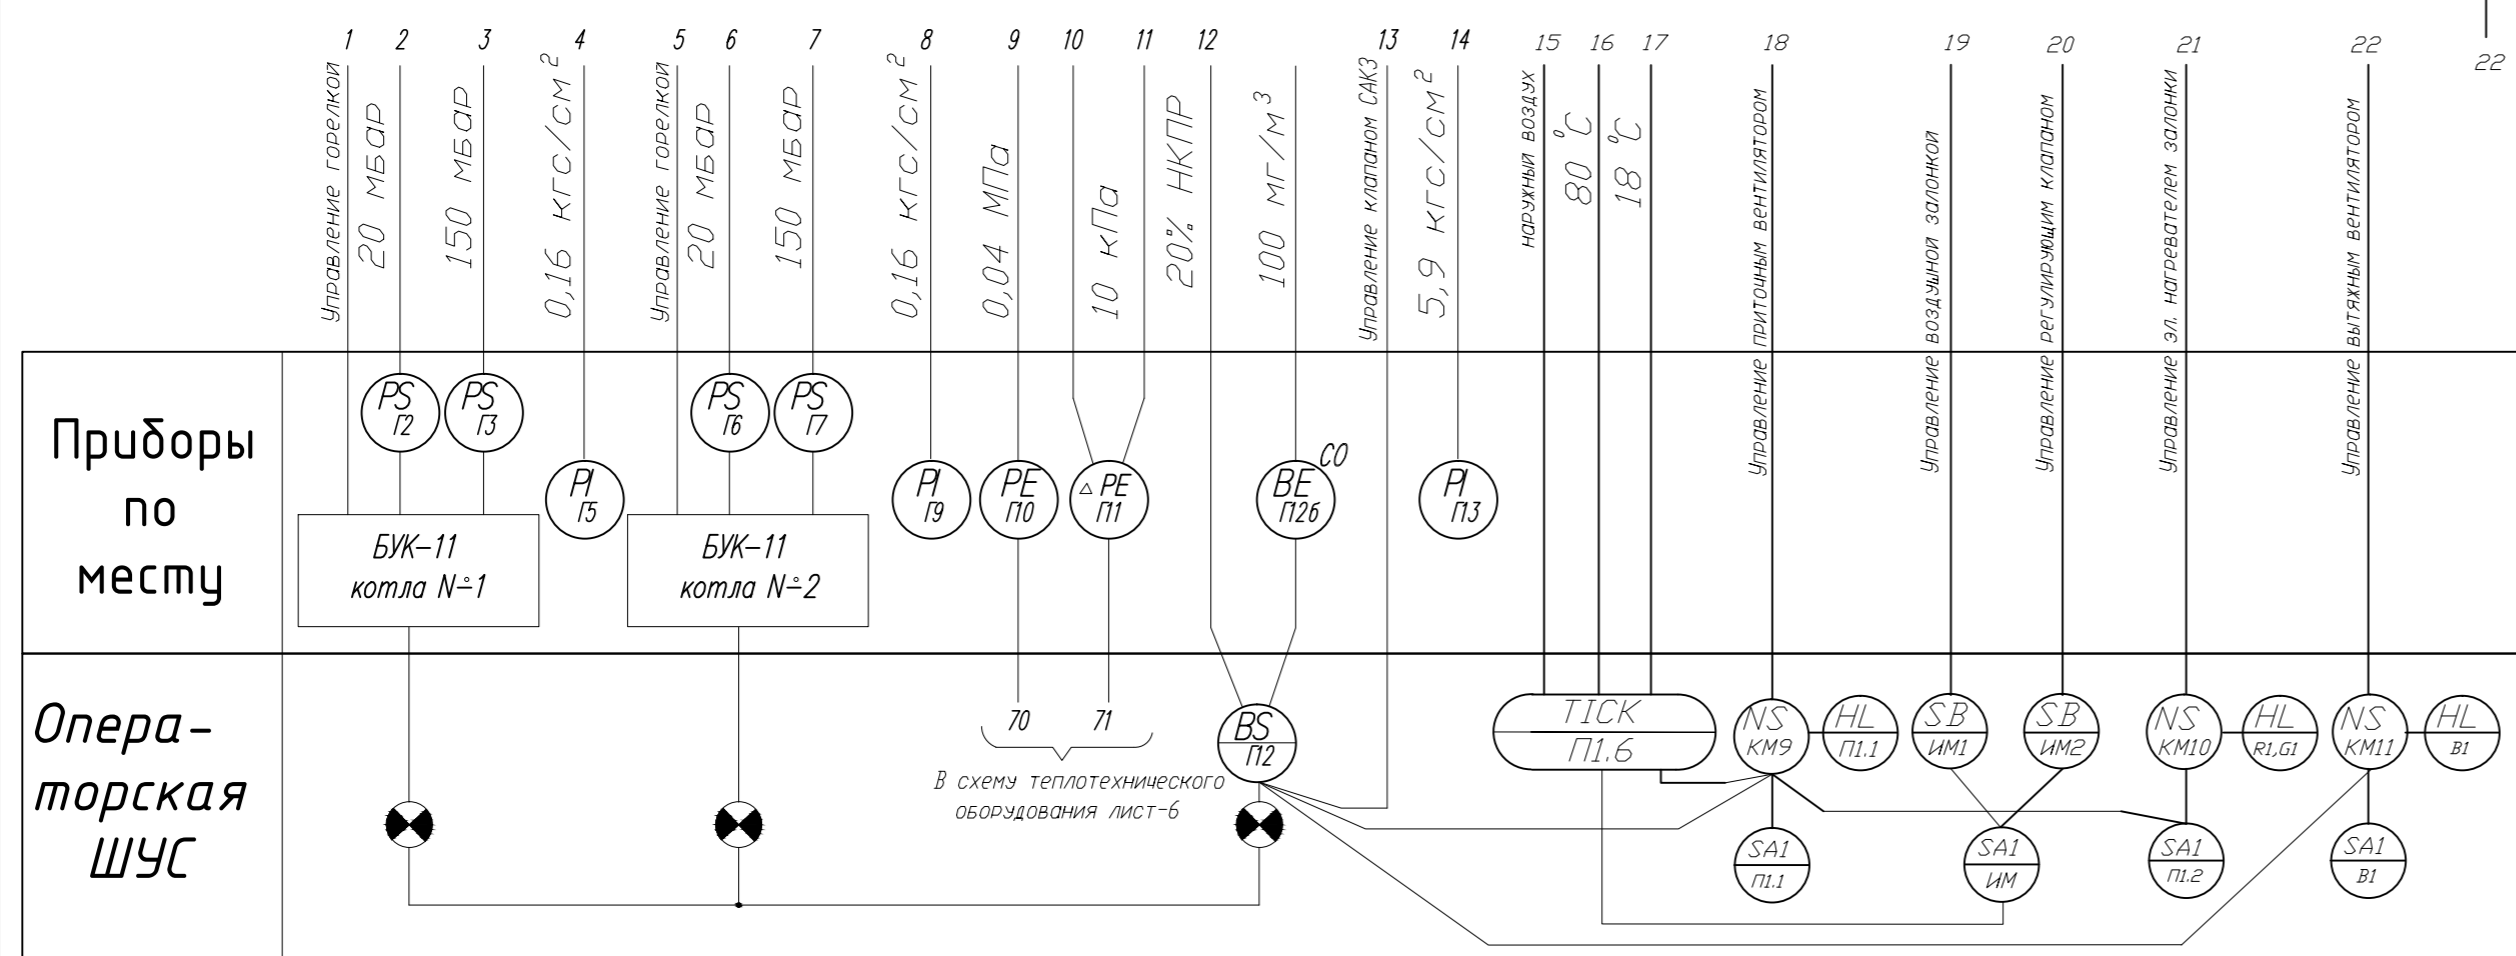 1 2 3 4 5 6 7 8 9 10 11 12 13 14 15 16 17 18 19 20 21 22
22
Управление горелкой
20 мБар
150 мБар
0,16 кгс/см²
Управление горелкой
20 мБар
150 мБар
0,16 кгс/см²
0,04 МПа
10 кПа
20% НКПР
100 мг/м³
Управление клапаном САКЗ
5,9 кгс/см²
наружный воздух
80 °C
18 °C
Управление приточным вентилятором
Управление воздушной залонкой
Управление регулирующим клапаном
Управление эл. нагревателем залонки
Управление вытяжным вентилятором
Приборы
по
месту
PS
Г2
PS
Г3
PI
Г5
PS
Г6
PS
Г7
PI
Г9
PE
Г10
△ PE
Г11
BE
Г12б
CO
PI
Г13
БУК-11
котла №1
БУК-11
котла №2
Опера-
торская
ШУС
70 71
В схему теплотехнического
оборудования лист-6
BS
Г12
TICK
П1.6
NS
КМ9
HL
П1.1
SB
ИМ1
SB
ИМ2
NS
КМ10
HL
R1,G1
NS
КМ11
HL
В1
SA1
П1.1
SA1
ИМ
SA1
П1.2
SA1
В1